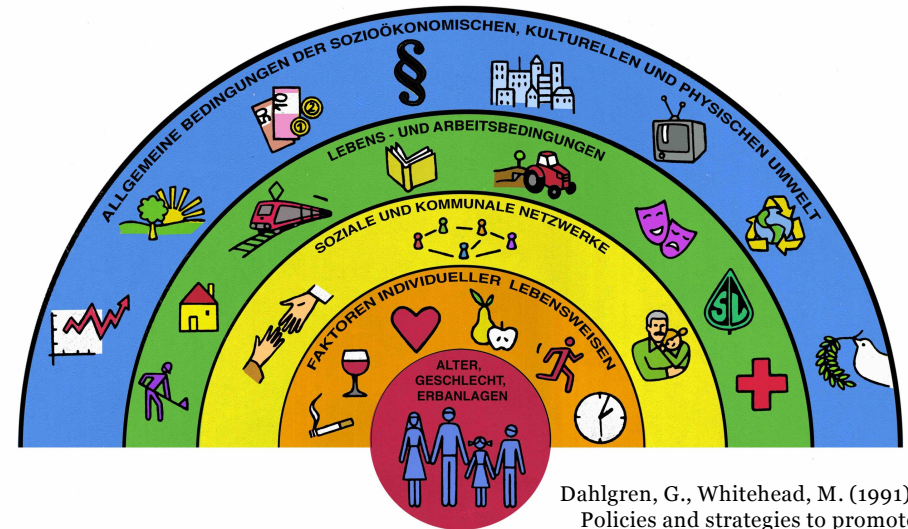 ALLGEMEINE BEDINGUNGEN DER SOZIOÖKONOMISCHEN, KULTURELLEN UND PHYSISCHEN UMWELT
§
LEBENS - UND ARBEITSBEDINGUNGEN
SOZIALE UND KOMMUNALE NETZWERKE
FAKTOREN INDIVIDUELLER LEBENSWEISEN
ALTER,
GESCHLECHT,
ERBANLAGEN
Dahlgren, G., Whitehead, M. (1991)
Policies and strategies to promote